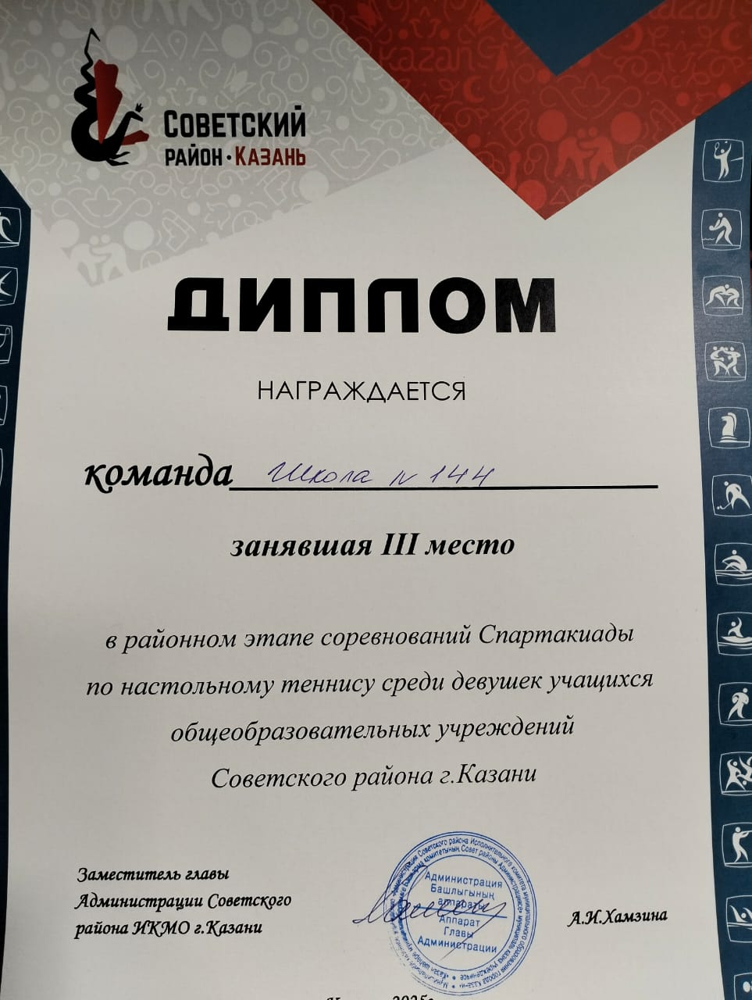 Советский
район • Казань
ДИПЛОМ
НАГРАЖДАЕТСЯ
команда Школа N 144
занявшая III место
в районном этапе соревнований Спартакиады
по настольному теннису среди девушек учащихся
общеобразовательных учреждений
Советского района г.Казани
Заместитель главы
Администрации Советского
района ИКМО г.Казани
Администрация
Башлыгының
аппараты
Аппарат
Главы
Администрации
А.И.Хамзина